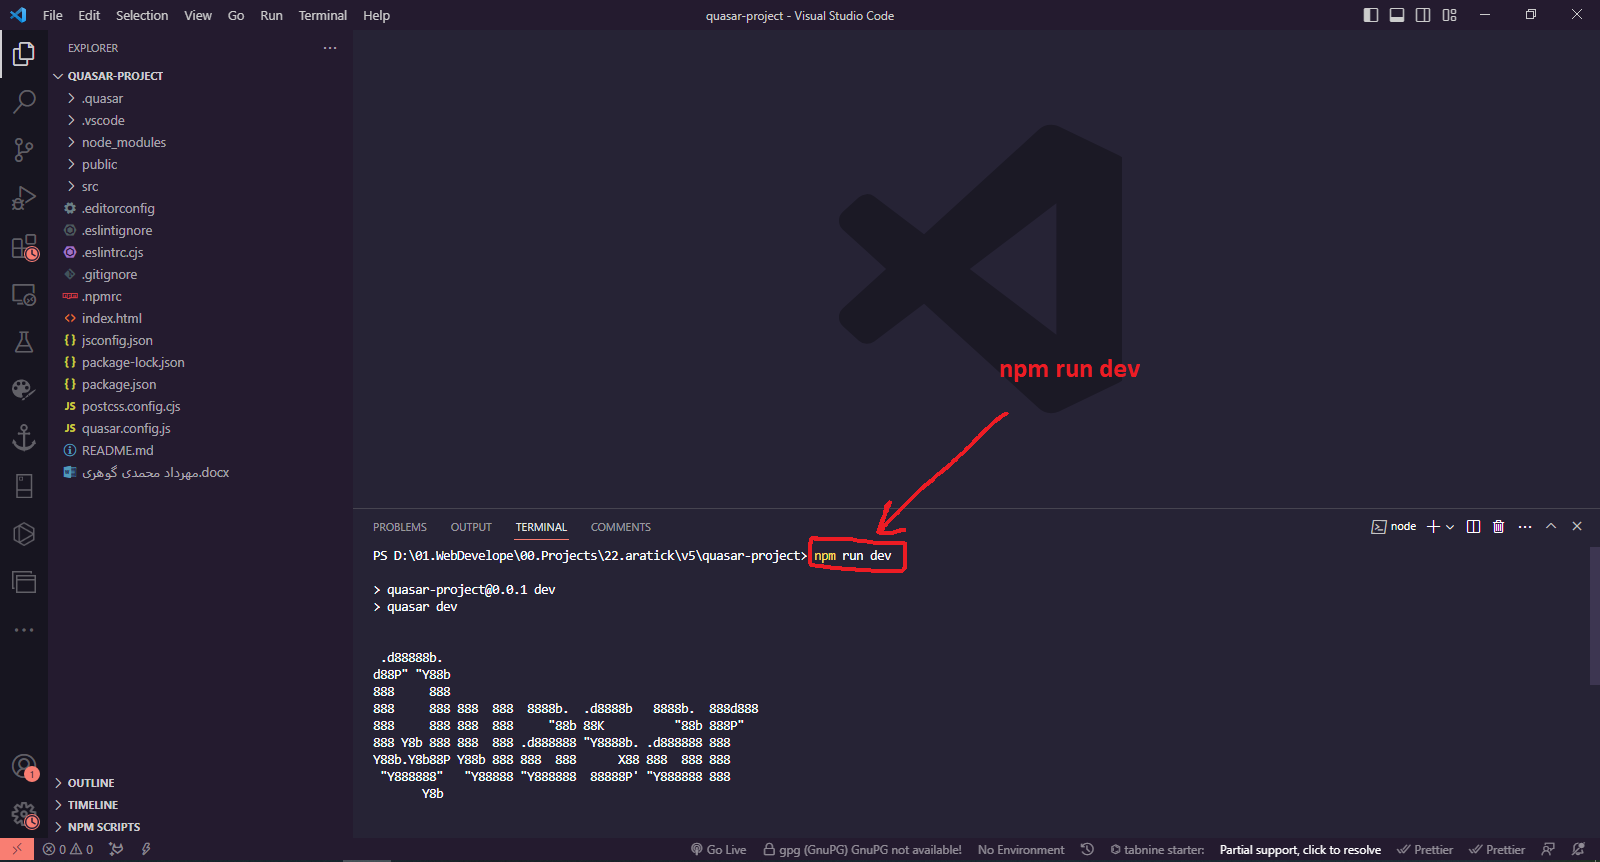 File Edit Selection View Go Run Terminal Help
quasar-project - Visual Studio Code
EXPLORER
QUASAR-PROJECT
.quasar
.vscode
node_modules
public
src
.editorconfig
.eslintignore
.eslintrc.cjs
.gitignore
.npmrc
index.html
jsconfig.json
package-lock.json
package.json
postcss.config.cjs
quasar.config.js
README.md
مهرداد محمدی گوهری.docx
OUTLINE
TIMELINE
NPM SCRIPTS
npm run dev
PROBLEMS OUTPUT TERMINAL COMMENTS
node
PS D:\01.WebDevelope\00.Projects\22.aratick\v5\quasar-project> npm run dev
> quasar-project@0.0.1 dev
> quasar dev
 .d88888b.
d88P" "Y88b
888     888
888     888 888  888  8888b.  .d8888b   8888b.  888d888
888     888 888  888     "88b 88K          "88b 888P"
888 Y8b 888 888  888 .d888888 "Y8888b. .d888888 888
Y88b.Y8b88P Y88b 888 888  888      X88 888  888 888
 "Y888888"   "Y88888 "Y888888  88888P' "Y888888 888
       Y8b
1
0 0
Go Live gpg (GnuPG) GnuPG not available! No Environment tabnine starter: Partial support, click to resolve Prettier Prettier